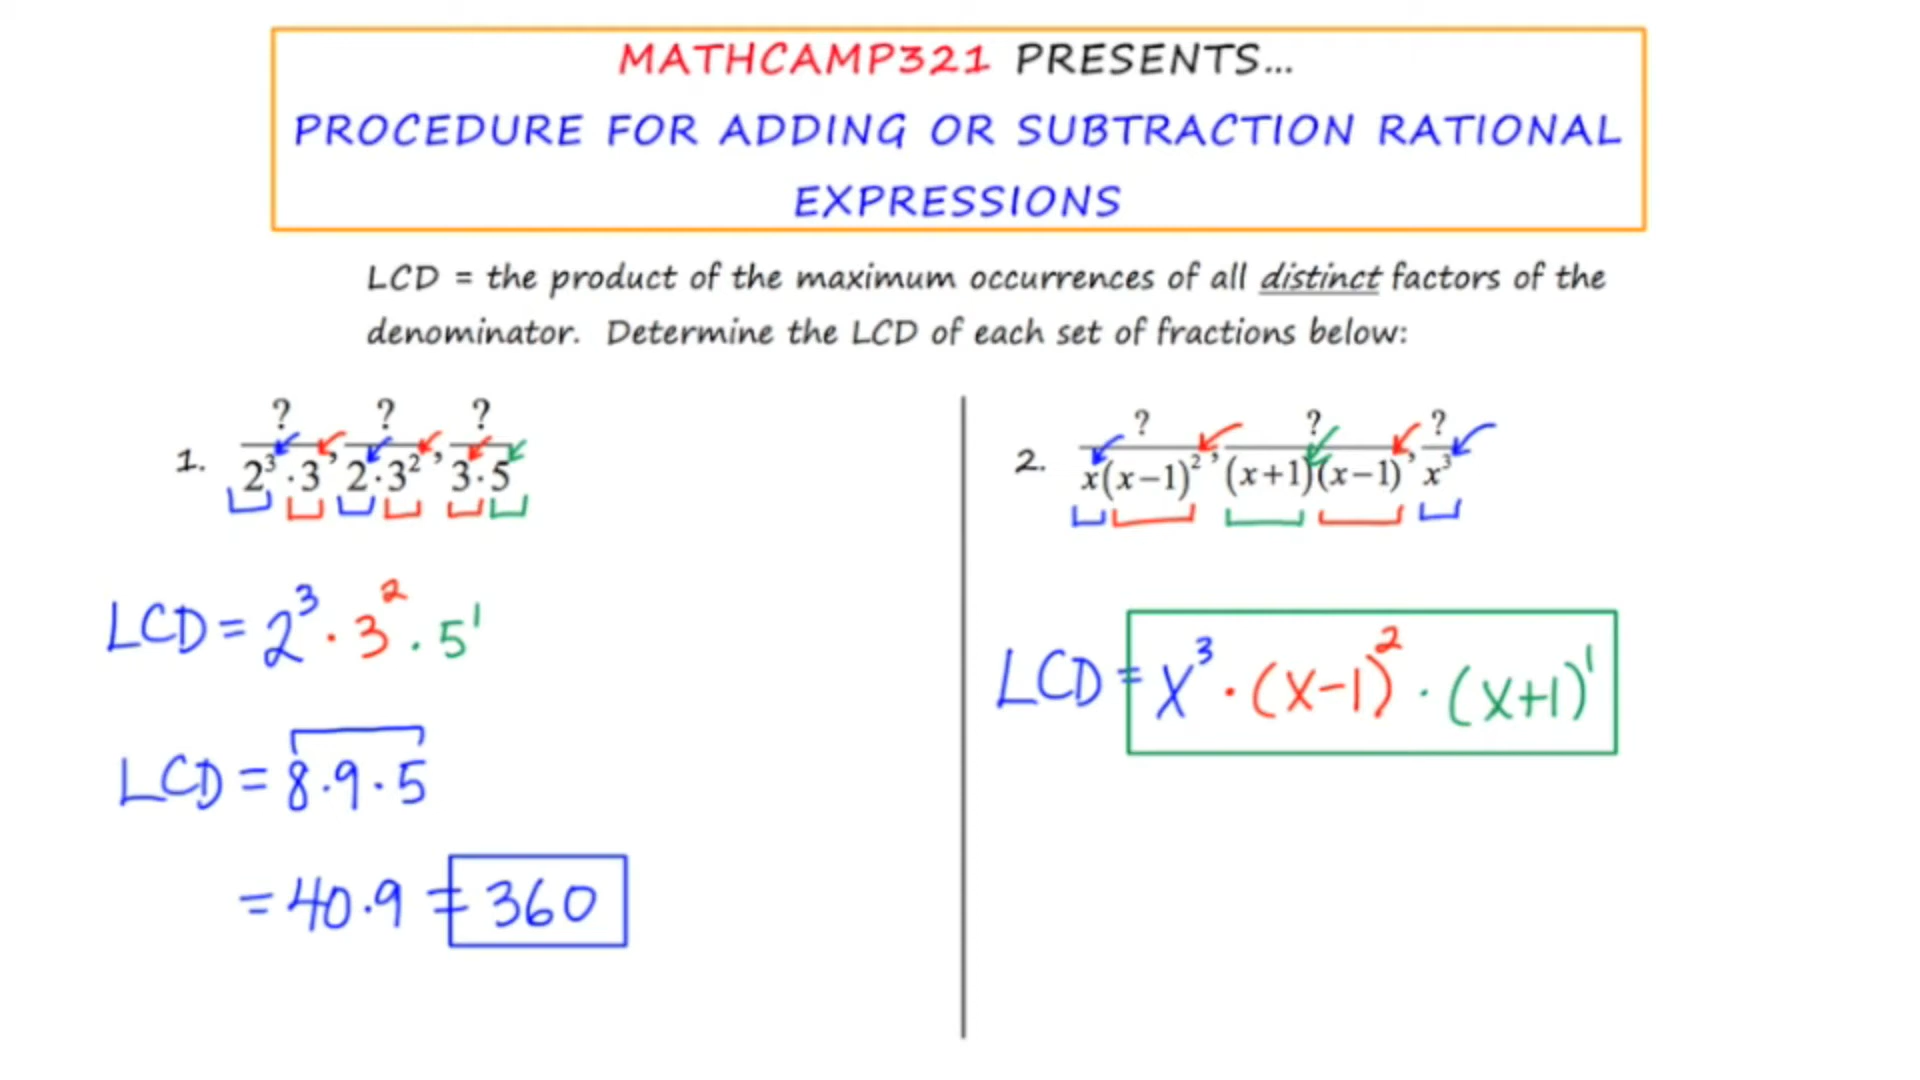 MATHCAMP321 PRESENTS...
PROCEDURE FOR ADDING OR SUBTRACTION RATIONAL
EXPRESSIONS
LCD = the product of the maximum occurrences of all distinct factors of the
denominator. Determine the LCD of each set of fractions below:
1. ?/(2³·3), ?/(2·3²), ?/(3·5)
LCD = 2³ · 3² · 5¹
LCD = 8·9·5
= 40·9 = 360
2. ?/(x(x−1)²), ?/((x+1)(x−1)), ?/x³
LCD = x³ · (x−1)² · (x+1)¹